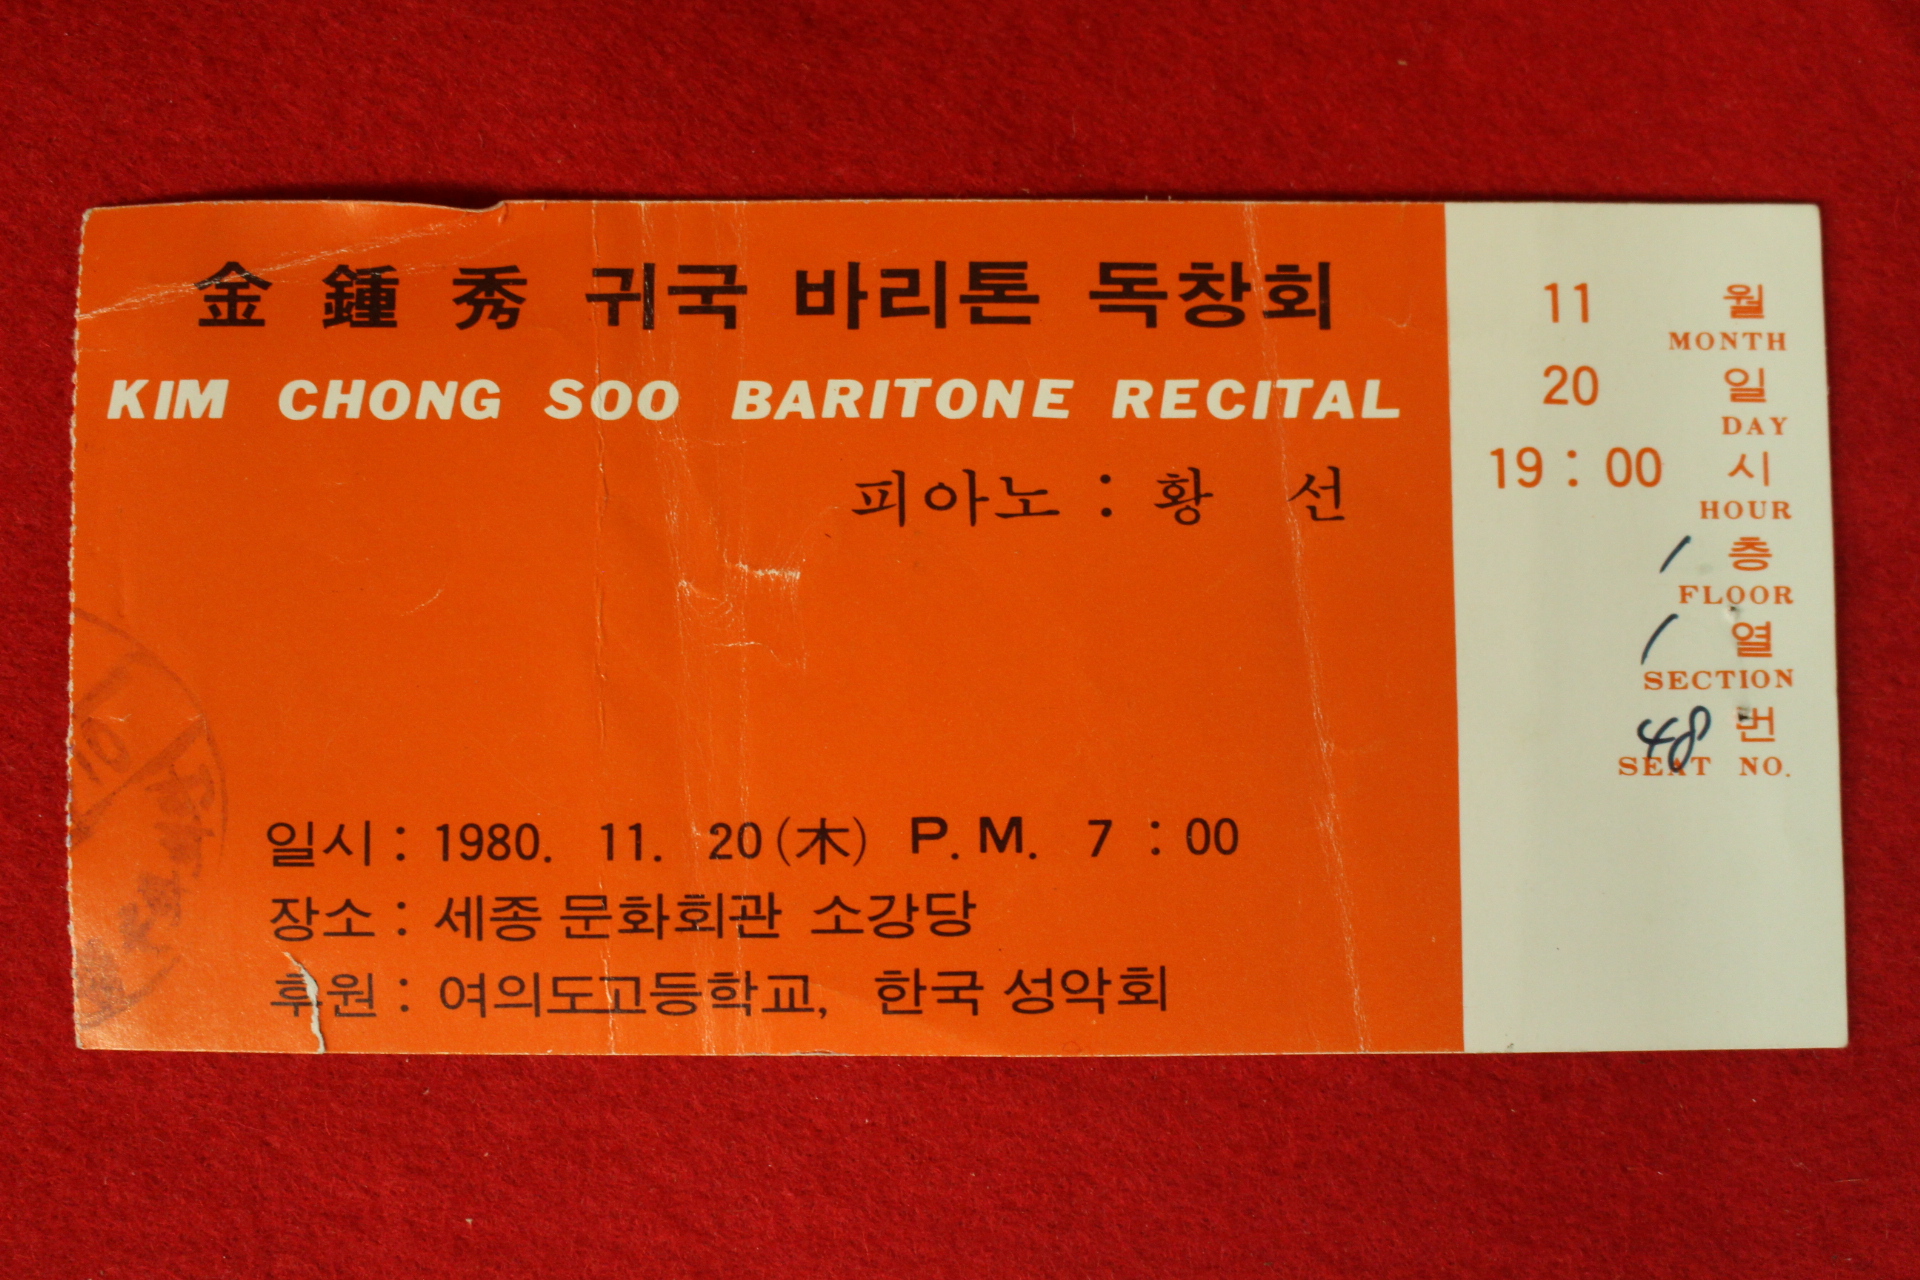 金 鍾 秀 귀국 바리톤 독창회
KIM CHONG SOO BARITONE RECITAL
피아노 : 황 선
일시 : 1980. 11. 20 (木) P.M. 7 : 00
장소 : 세종 문화회관 소강당
후원 : 여의도고등학교, 한국 성악회
11 월
MONTH
20 일
DAY
19 : 00 시
HOUR
1 층
FLOOR
1 열
SECTION
48 번
SEAT NO.
10